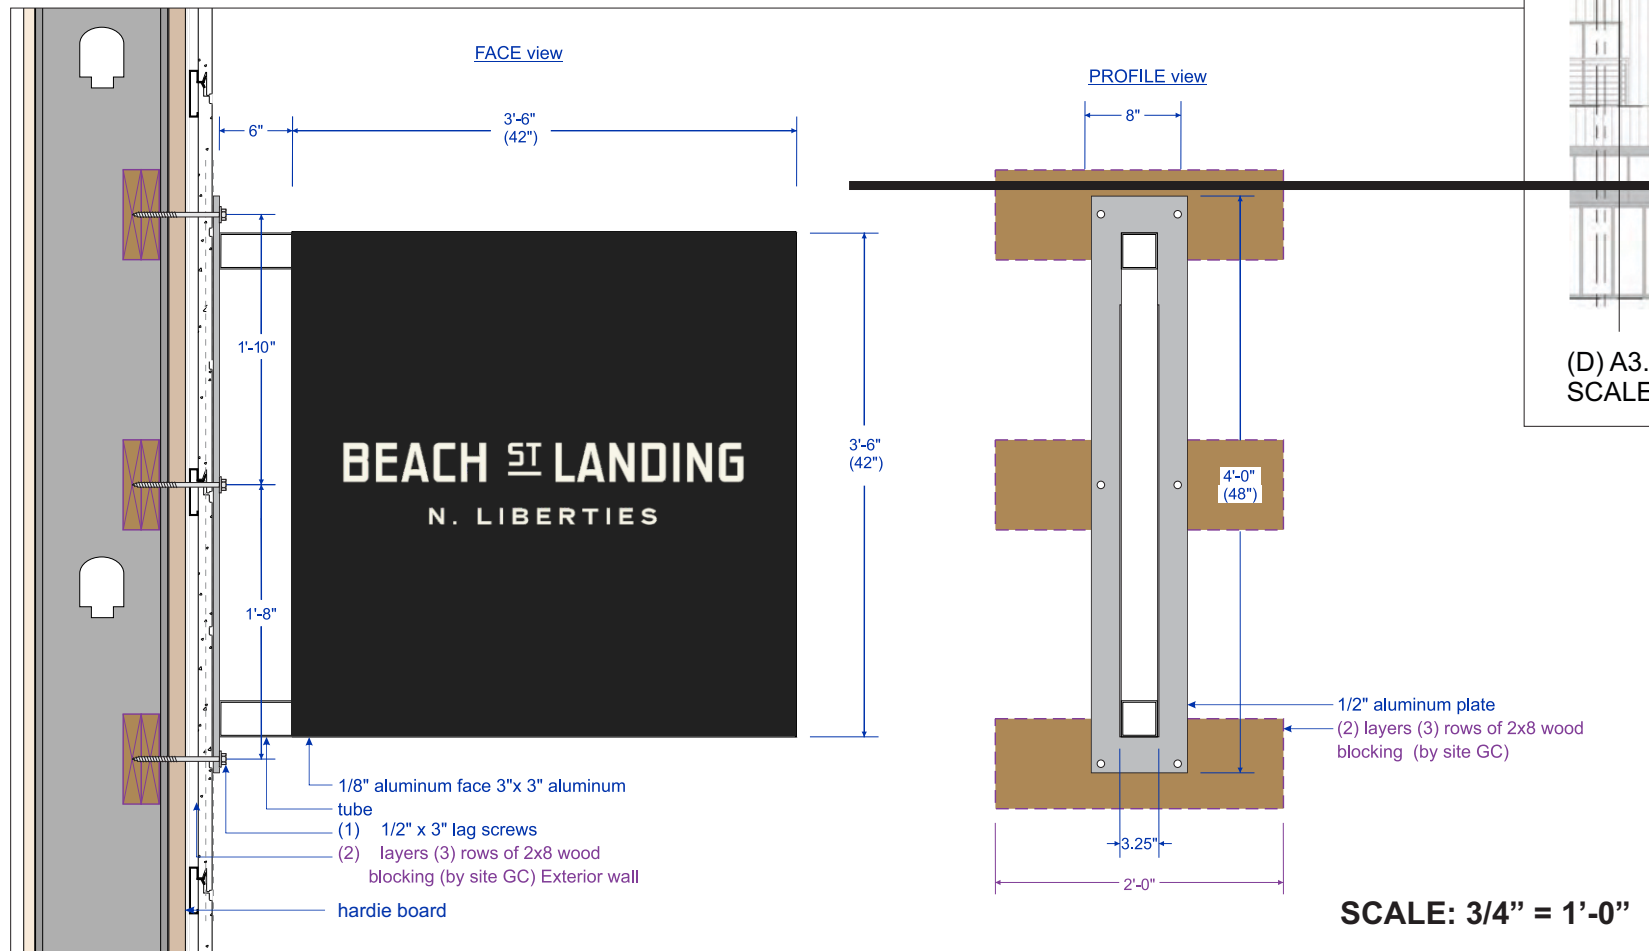 FACE view
PROFILE view
6"
3'-6"
(42")
8"
1'-10"
BEACH ST LANDING
N. LIBERTIES
3'-6"
(42")
4'-0"
(48")
1'-8"
(D) A3.
SCALE
1/2" aluminum plate
(2) layers (3) rows of 2x8 wood
blocking (by site GC)
1/8" aluminum face 3"x 3" aluminum
tube
(1) 1/2" x 3" lag screws
(2) layers (3) rows of 2x8 wood
blocking (by site GC) Exterior wall
hardie board
3.25"
2'-0"
SCALE: 3/4” = 1’-0”